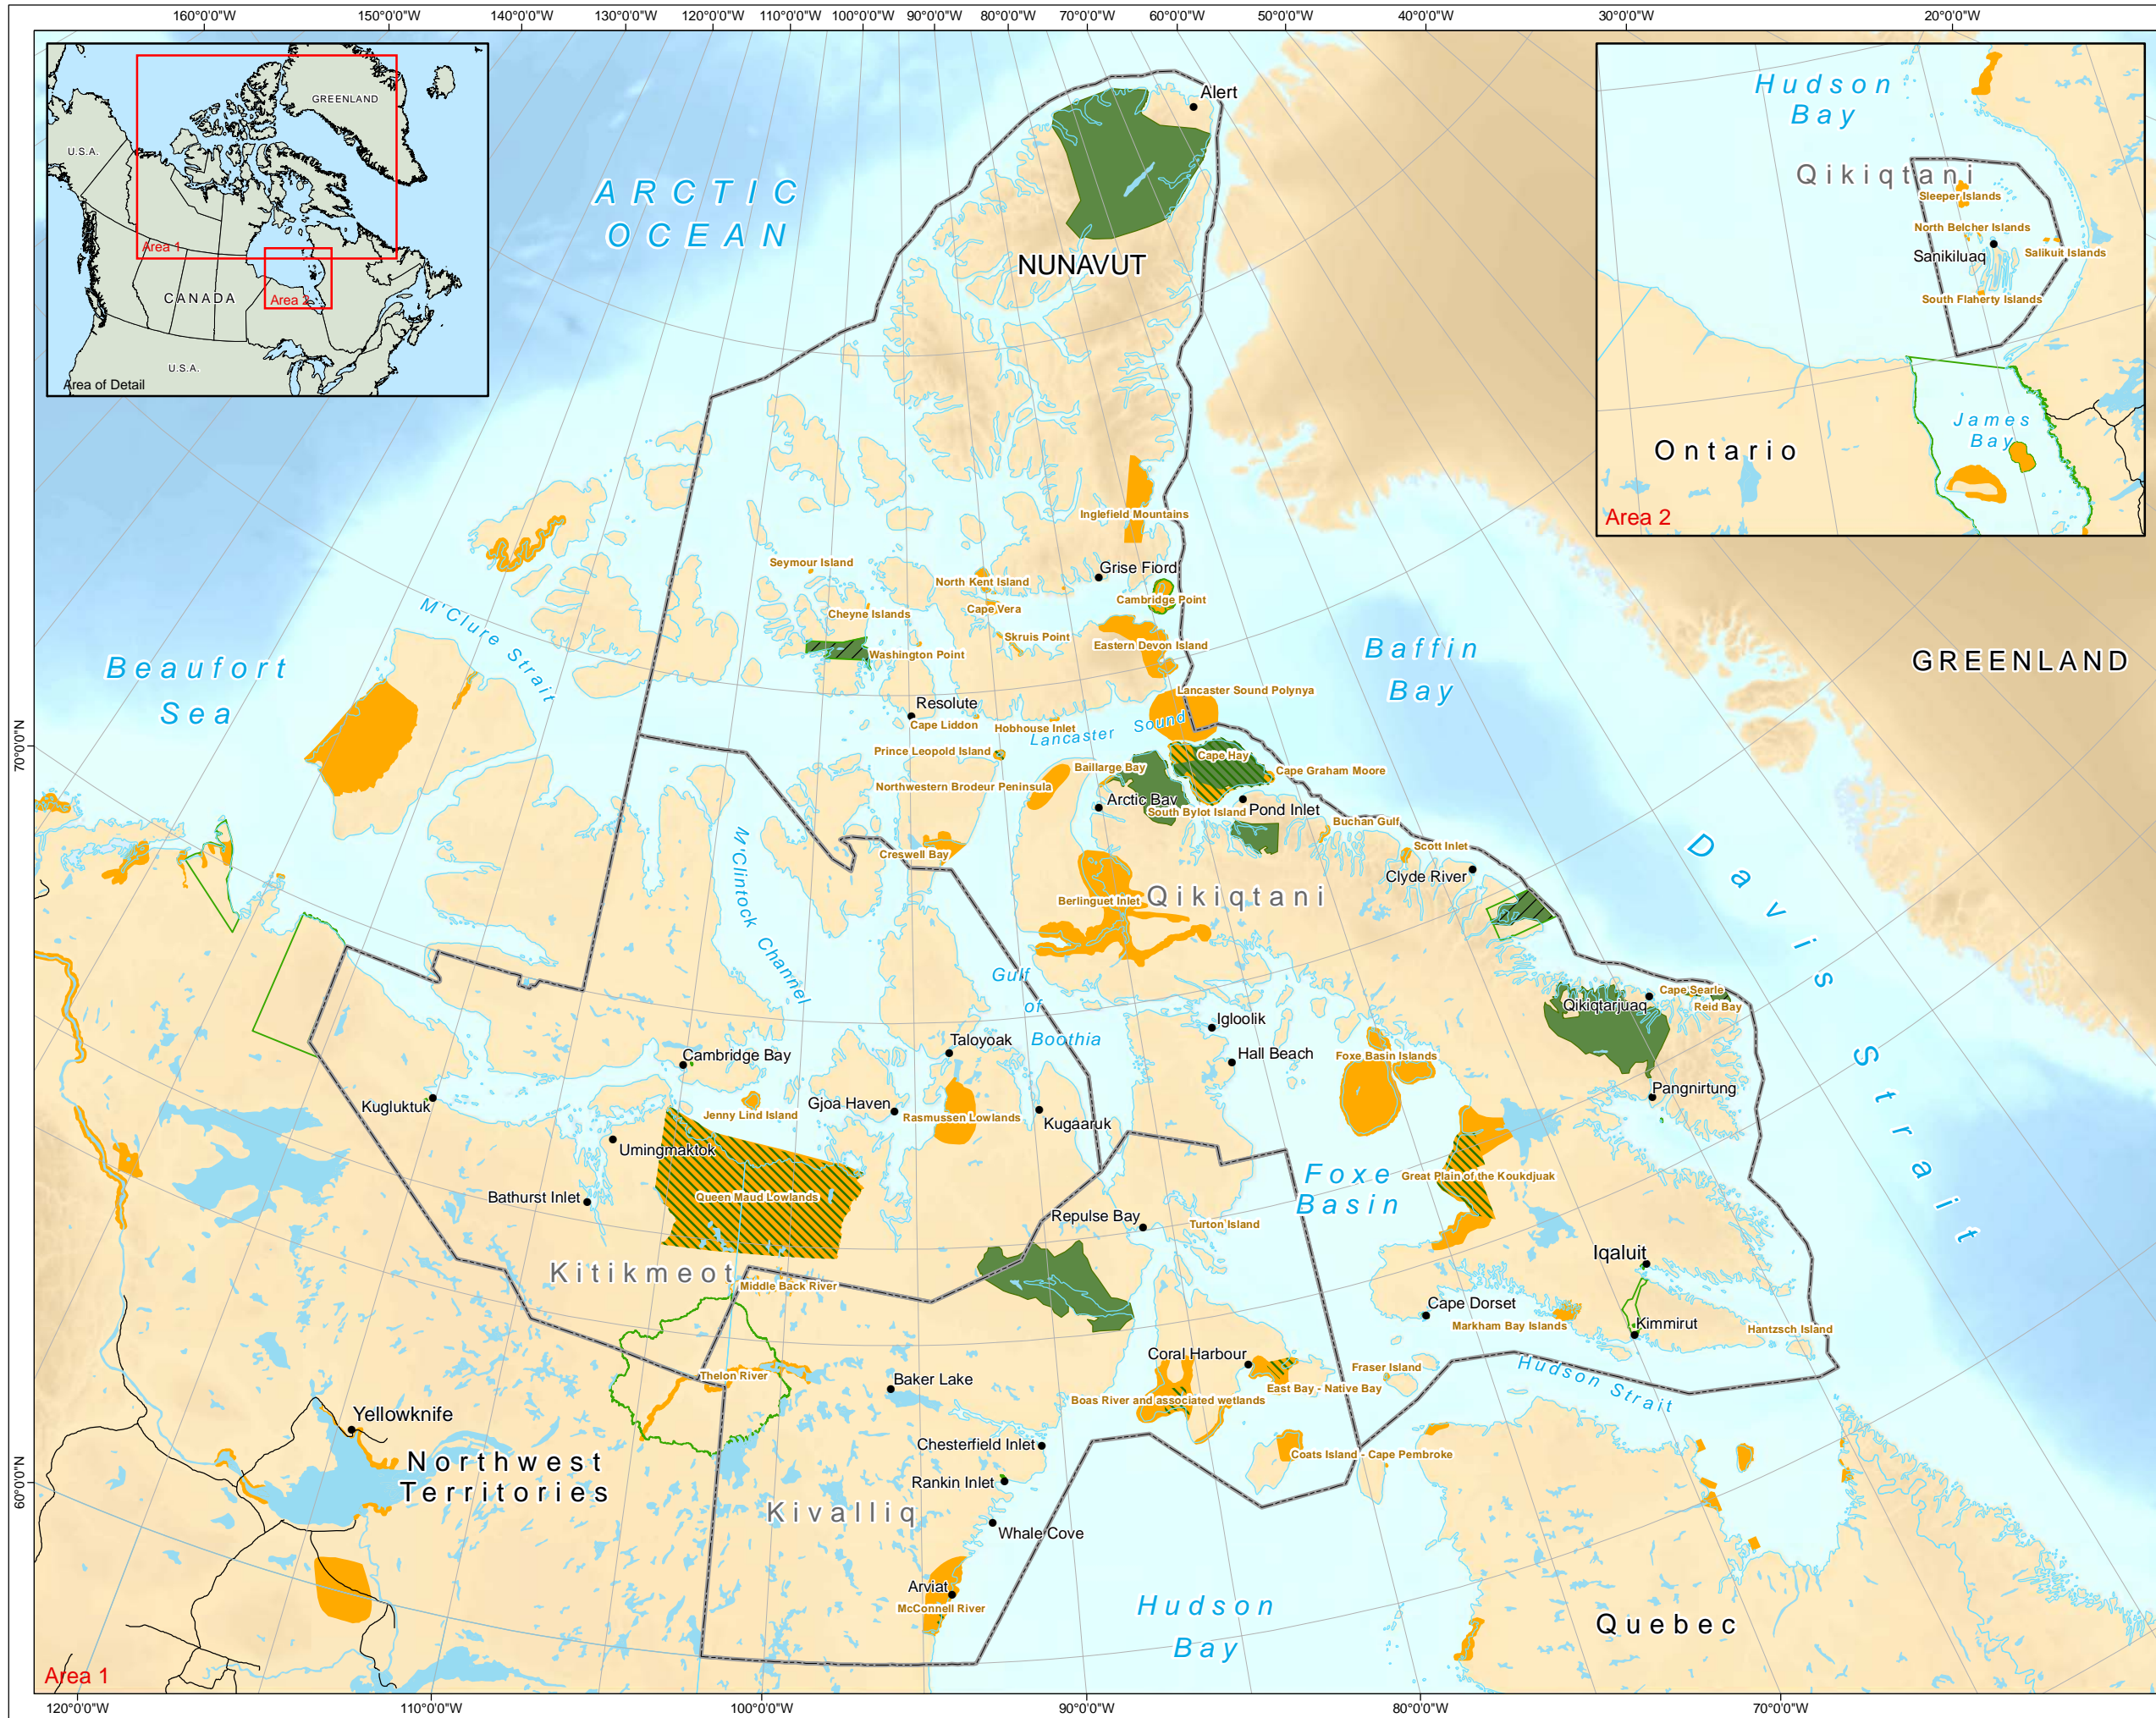 160°0'0"W
150°0'0"W
140°0'0"W
130°0'0"W
120°0'0"W
110°0'0"W
100°0'0"W
90°0'0"W
80°0'0"W
70°0'0"W
60°0'0"W
50°0'0"W
40°0'0"W
30°0'0"W
20°0'0"W
GREENLAND
U.S.A.
Area 1
CANADA
Area 2
U.S.A.
Area of Detail
Hudson
Bay
Qikiqtani
Sleeper Islands
North Belcher Islands
Sanikiluaq
Salikuit Islands
South Flaherty Islands
James
Bay
Ontario
Area 2
Alert
ARCTIC
OCEAN
NUNAVUT
Inglefield Mountains
Seymour Island
Grise Fiord
North Kent Island
Cambridge Point
Cape Vera
Cheyne Islands
Skruis Point
Eastern Devon Island
Washington Point
M'Clure Strait
Beaufort
Sea
Baffin
Bay
GREENLAND
Lancaster Sound Polynya
Resolute
Cape Liddon
Hobhouse Inlet
Lancaster Sound
Prince Leopold Island
Cape Hay
Baillarge Bay
Cape Graham Moore
Northwestern Brodeur Peninsula
Arctic Bay
South Bylot Island
Pond Inlet
Buchan Gulf
Scott Inlet
Creswell Bay
Clyde River
M'Clintock Channel
Berlinguet Inlet
Qikiqtani
Davis Strait
70°0'0"N
Gulf
of
Boothia
Cape Searle
Qikiqtarjuaq
Reid Bay
Igloolik
Taloyoak
Hall Beach
Foxe Basin Islands
Cambridge Bay
Pangnirtung
Kugluktuk
Jenny Lind Island
Gjoa Haven
Rasmussen Lowlands
Kugaaruk
Umingmaktok
Foxe
Basin
Great Plain of the Koukdjuak
Bathurst Inlet
Queen Maud Lowlands
Repulse Bay
Turton Island
Kitikmeot
Middle Back River
Iqaluit
Cape Dorset
Markham Bay Islands
Kimmirut
Hantzsch Island
Coral Harbour
Fraser Island
Hudson Strait
Thelon River
Baker Lake
East Bay - Native Bay
Boas River and associated wetlands
Yellowknife
Chesterfield Inlet
Coats Island - Cape Pembroke
Northwest
Territories
Rankin Inlet
60°0'0"N
Kivalliq
Whale Cove
Arviat
McConnell River
Hudson
Bay
Quebec
Area 1
120°0'0"W
110°0'0"W
100°0'0"W
90°0'0"W
80°0'0"W
70°0'0"W